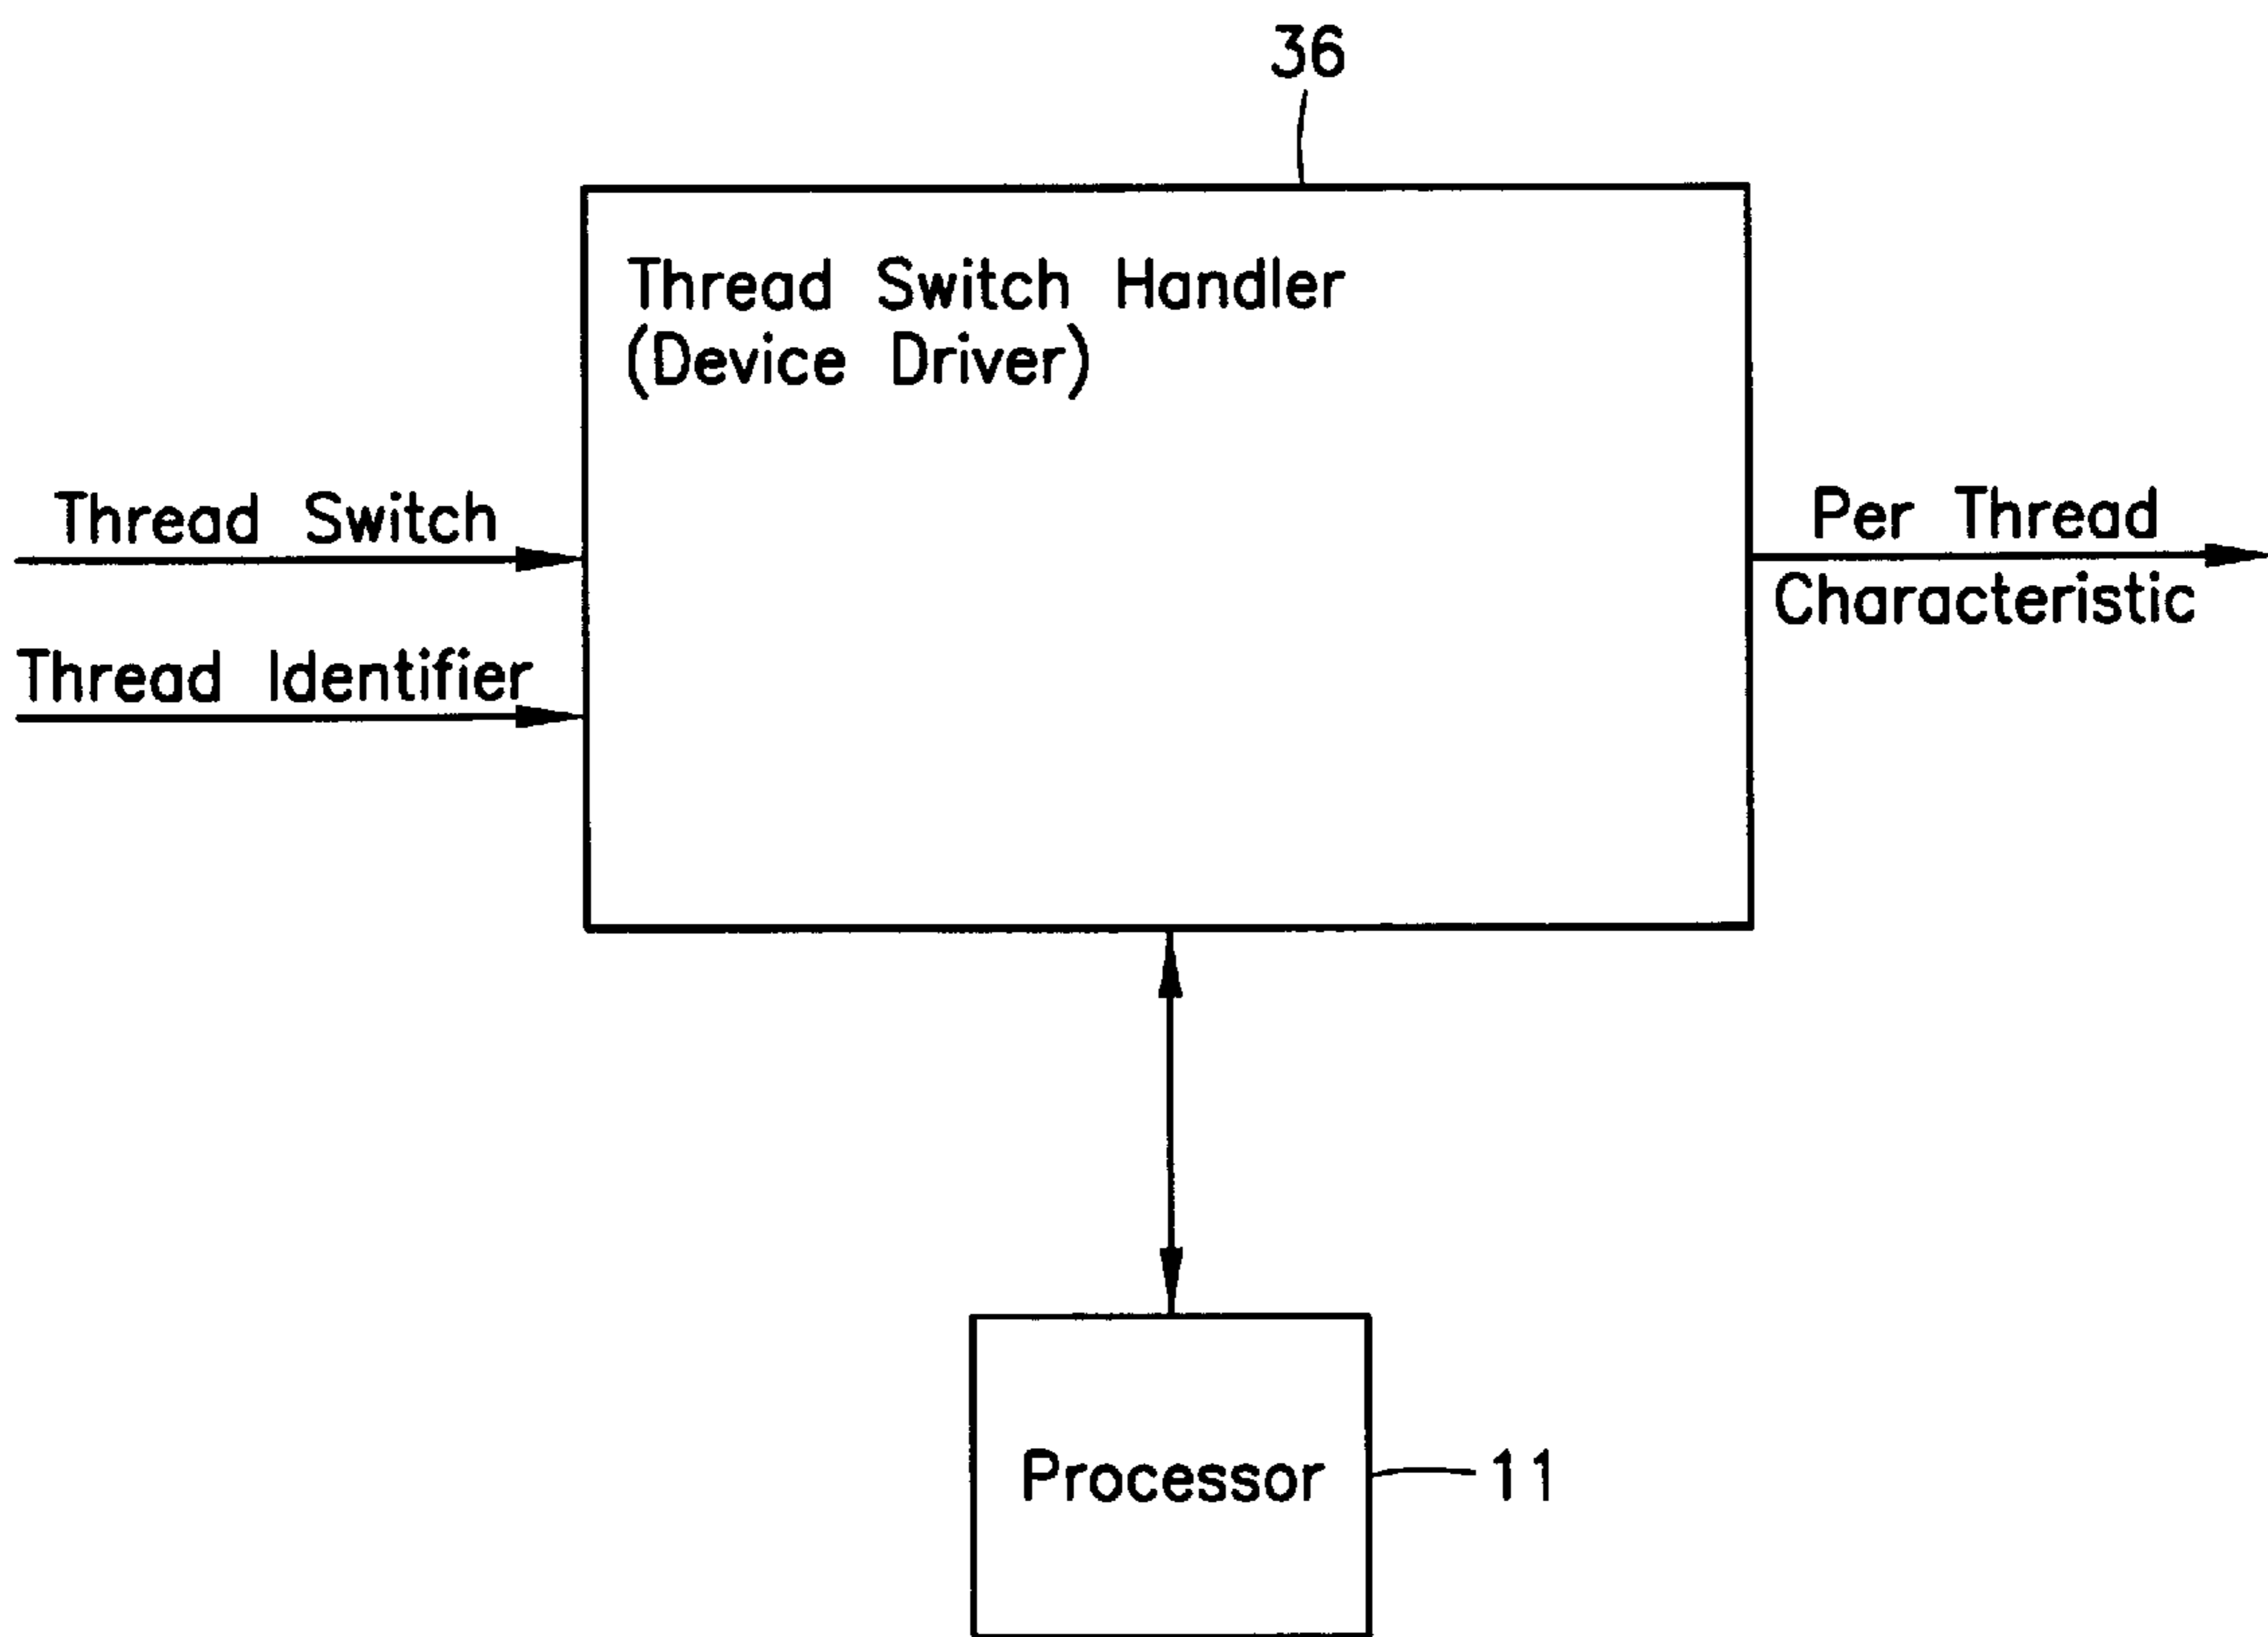 36
Thread Switch Handler
(Device Driver)
Thread Switch
Per Thread
Characteristic
Thread Identifier
Processor
11